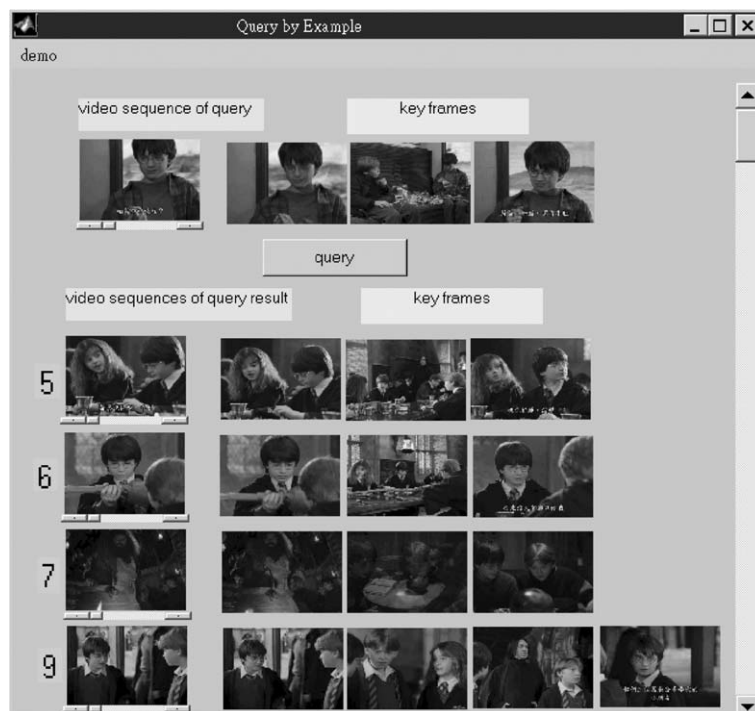 Query by Example
demo
video sequence of query
key frames
query
video sequences of query result
key frames
5
6
7
9